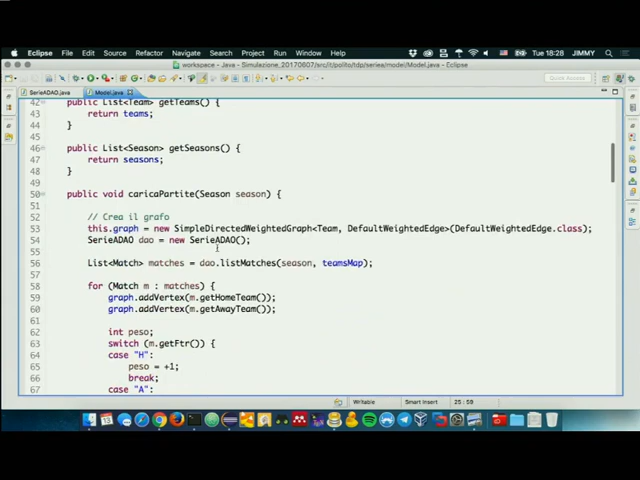 Eclipse File Edit Source Refactor Navigate Search Project Run Window Help Tue 18:28 JIMMY
workspace - Java - Simulazione_20170607/src/it/polito/tdp/seriea/model/Model.java - Eclipse
Quick Access
SerieADAO.java Model.java
42 public List<Team> getTeams() {
43 return teams;
44 }
45
46 public List<Season> getSeasons() {
47 return seasons;
48 }
49
50 public void caricaPartite(Season season) {
51
52 // Crea il grafo
53 this.graph = new SimpleDirectedWeightedGraph<Team, DefaultWeightedEdge>(DefaultWeightedEdge.class);
54 SerieADAO dao = new SerieADAO();
55
56 List<Match> matches = dao.listMatches(season, teamsMap);
57
58 for (Match m : matches) {
59 graph.addVertex(m.getHomeTeam());
60 graph.addVertex(m.getAwayTeam());
61
62 int peso;
63 switch (m.getFtr()) {
64 case "H":
65 peso = +1;
66 break;
67 case "A":
Writable Smart Insert 25 : 59